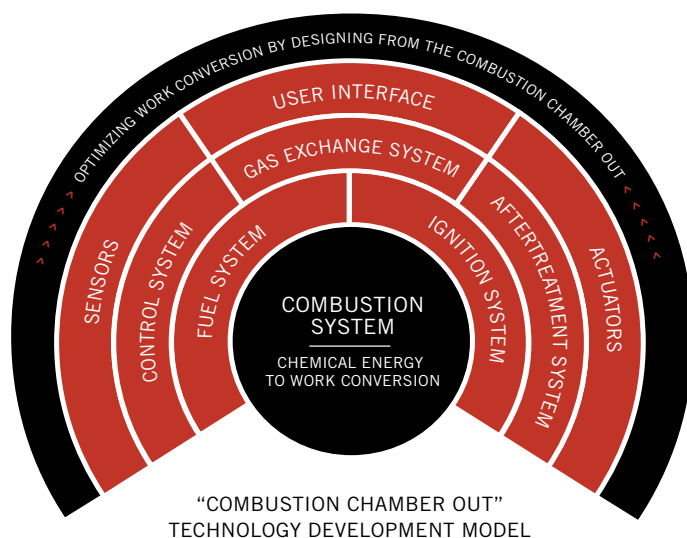 OPTIMIZING WORK CONVERSION BY DESIGNING FROM THE COMBUSTION CHAMBER OUT
> > > > >
< < < < <
USER INTERFACE
SENSORS
ACTUATORS
GAS EXCHANGE SYSTEM
CONTROL SYSTEM
AFTERTREATMENT SYSTEM
FUEL SYSTEM
IGNITION SYSTEM
COMBUSTION
SYSTEM
CHEMICAL ENERGY
TO WORK CONVERSION
“COMBUSTION CHAMBER OUT”
TECHNOLOGY DEVELOPMENT MODEL